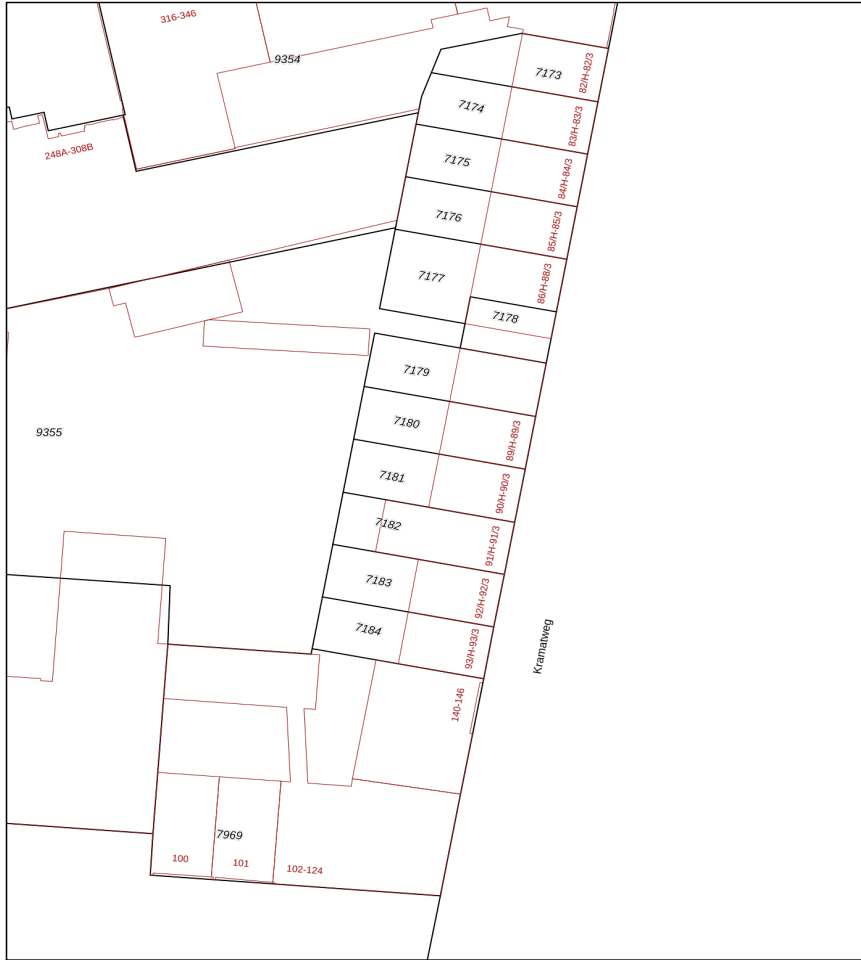 316-346
9354
7173
82/H-82/3
7174
83/H-83/3
248A-308B
7175
84/H-84/3
7176
85/H-85/3
7177
86/H-88/3
7178
7179
7180
89/H-89/3
9355
7181
90/H-90/3
7182
91/H-91/3
7183
92/H-92/3
7184
93/H-93/3
Kramatweg
140-146
7969
100
101
102-124